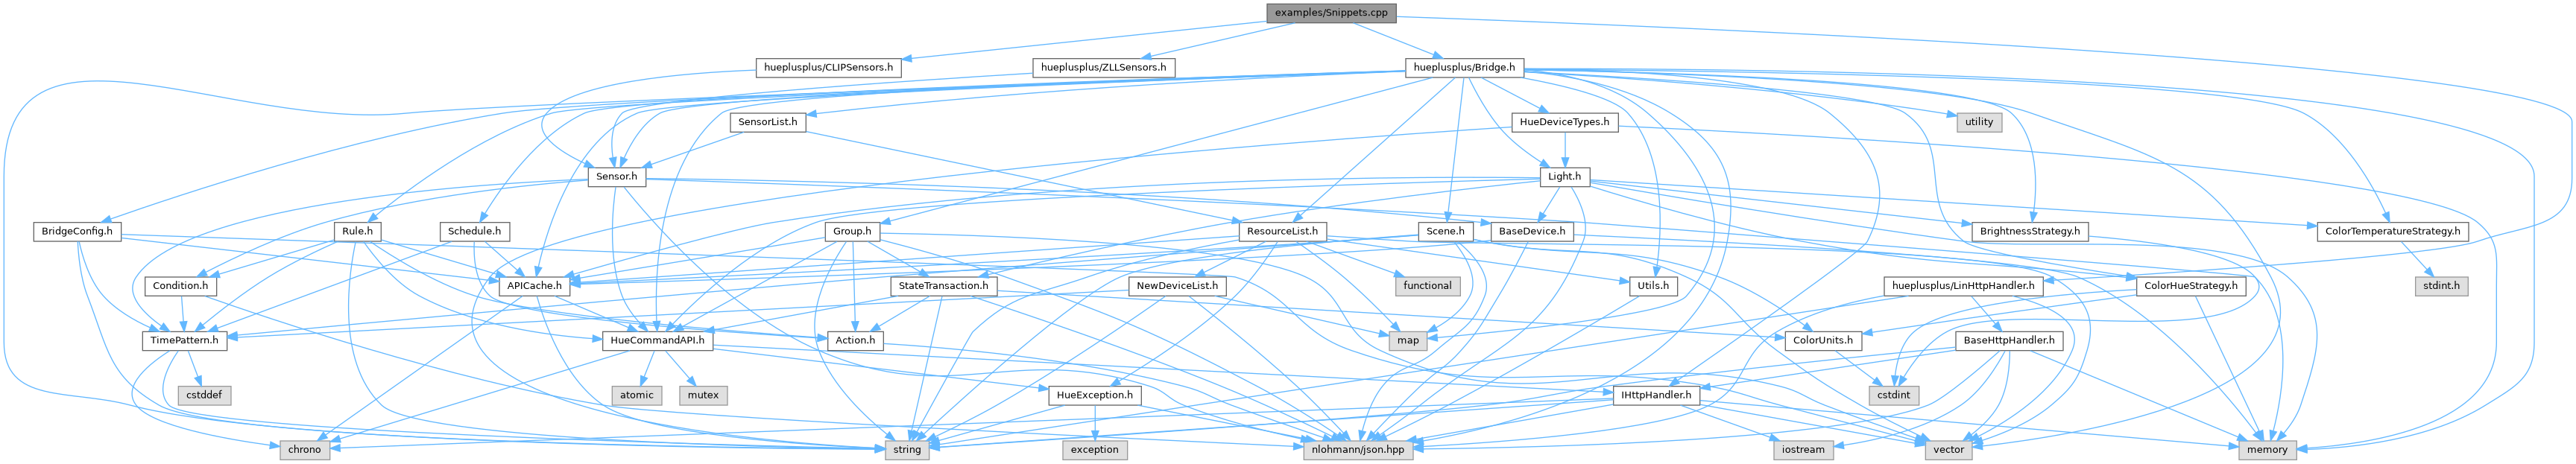 examples/Snippets.cpp
hueplusplus/CLIPSensors.h
hueplusplus/ZLLSensors.h
hueplusplus/Bridge.h
SensorList.h
HueDeviceTypes.h
utility
Sensor.h
Light.h
BridgeConfig.h
Rule.h
Schedule.h
Group.h
ResourceList.h
Scene.h
BaseDevice.h
BrightnessStrategy.h
ColorTemperatureStrategy.h
Condition.h
APICache.h
StateTransaction.h
NewDeviceList.h
functional
Utils.h
hueplusplus/LinHttpHandler.h
ColorHueStrategy.h
stdint.h
TimePattern.h
HueCommandAPI.h
Action.h
map
ColorUnits.h
BaseHttpHandler.h
cstddef
atomic
mutex
HueException.h
IHttpHandler.h
cstdint
chrono
string
exception
nlohmann/json.hpp
iostream
vector
memory